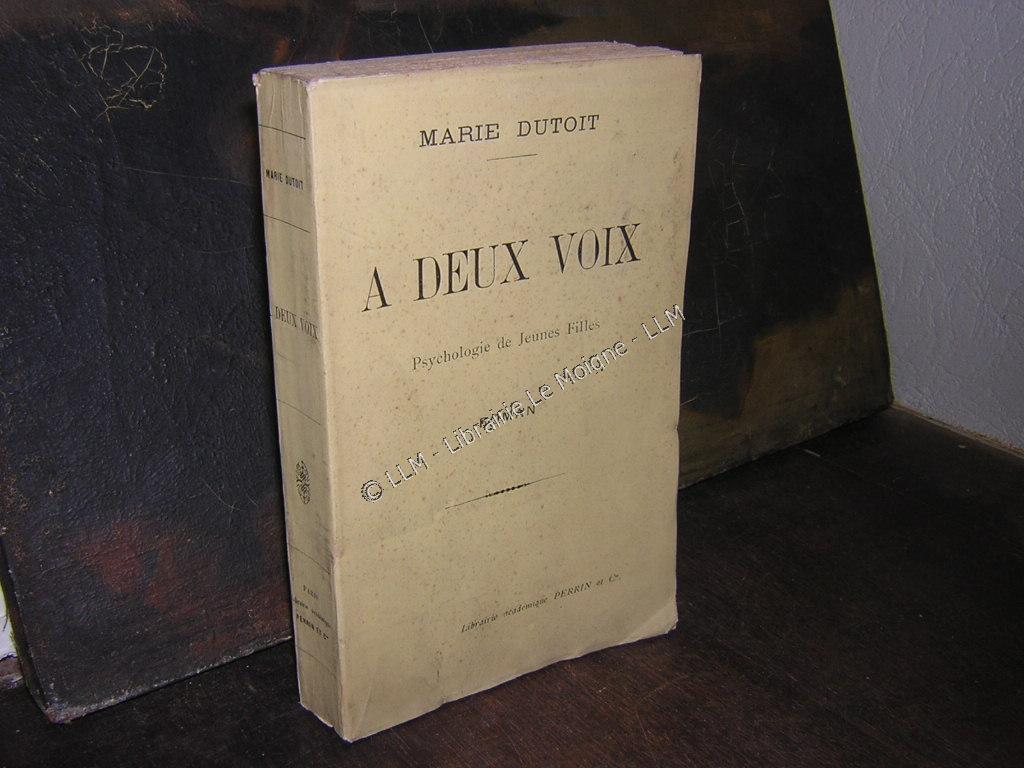 MARIE DUTOIT
A DEUX VOIX
Psychologie de Jeunes Filles
ROMAN
© LLM - Librairie Le Moigne - LLM
Librairie académique PERRIN et Cie.
MARIE DUTOIT
DEUX VOIX
PARIS
PERRIN ET Cie